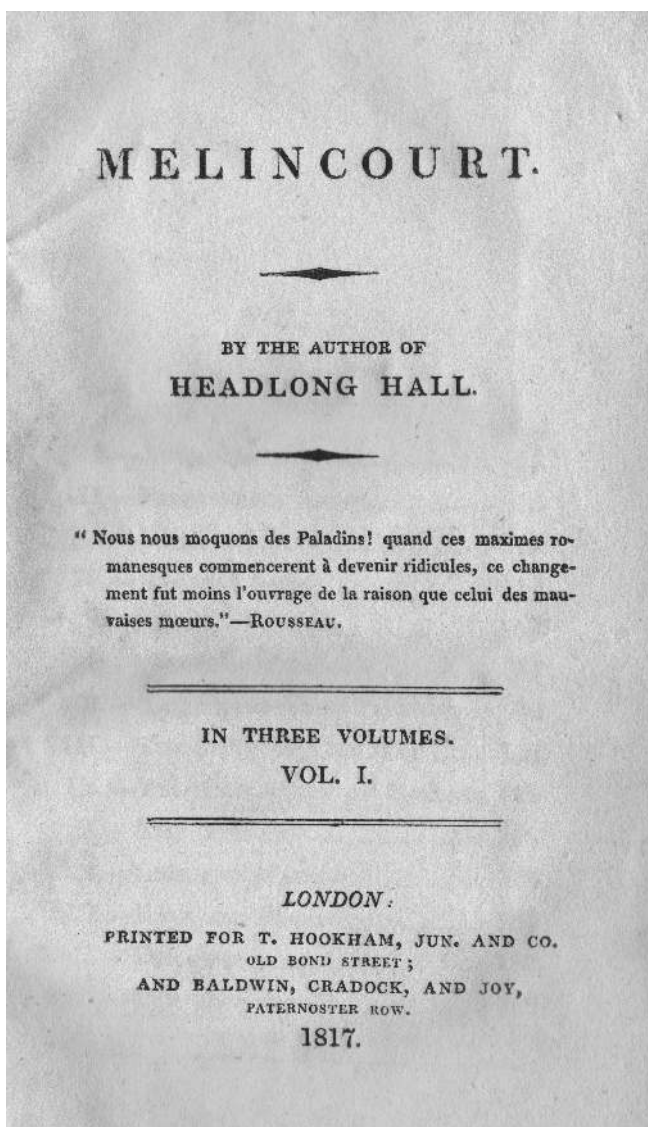 MELINCOURT.
BY THE AUTHOR OF
HEADLONG HALL.
“ Nous nous moquons des Paladins! quand ces maximes ro-
manesques commencerent à devenir ridicules, ce change-
ment fut moins l'ouvrage de la raison que celui des mau-
vaises mœurs.”—ROUSSEAU.
IN THREE VOLUMES.
VOL. I.
LONDON:
PRINTED FOR T. HOOKHAM, JUN. AND CO.
OLD BOND STREET;
AND BALDWIN, CRADOCK, AND JOY,
PATERNOSTER ROW.
1817.